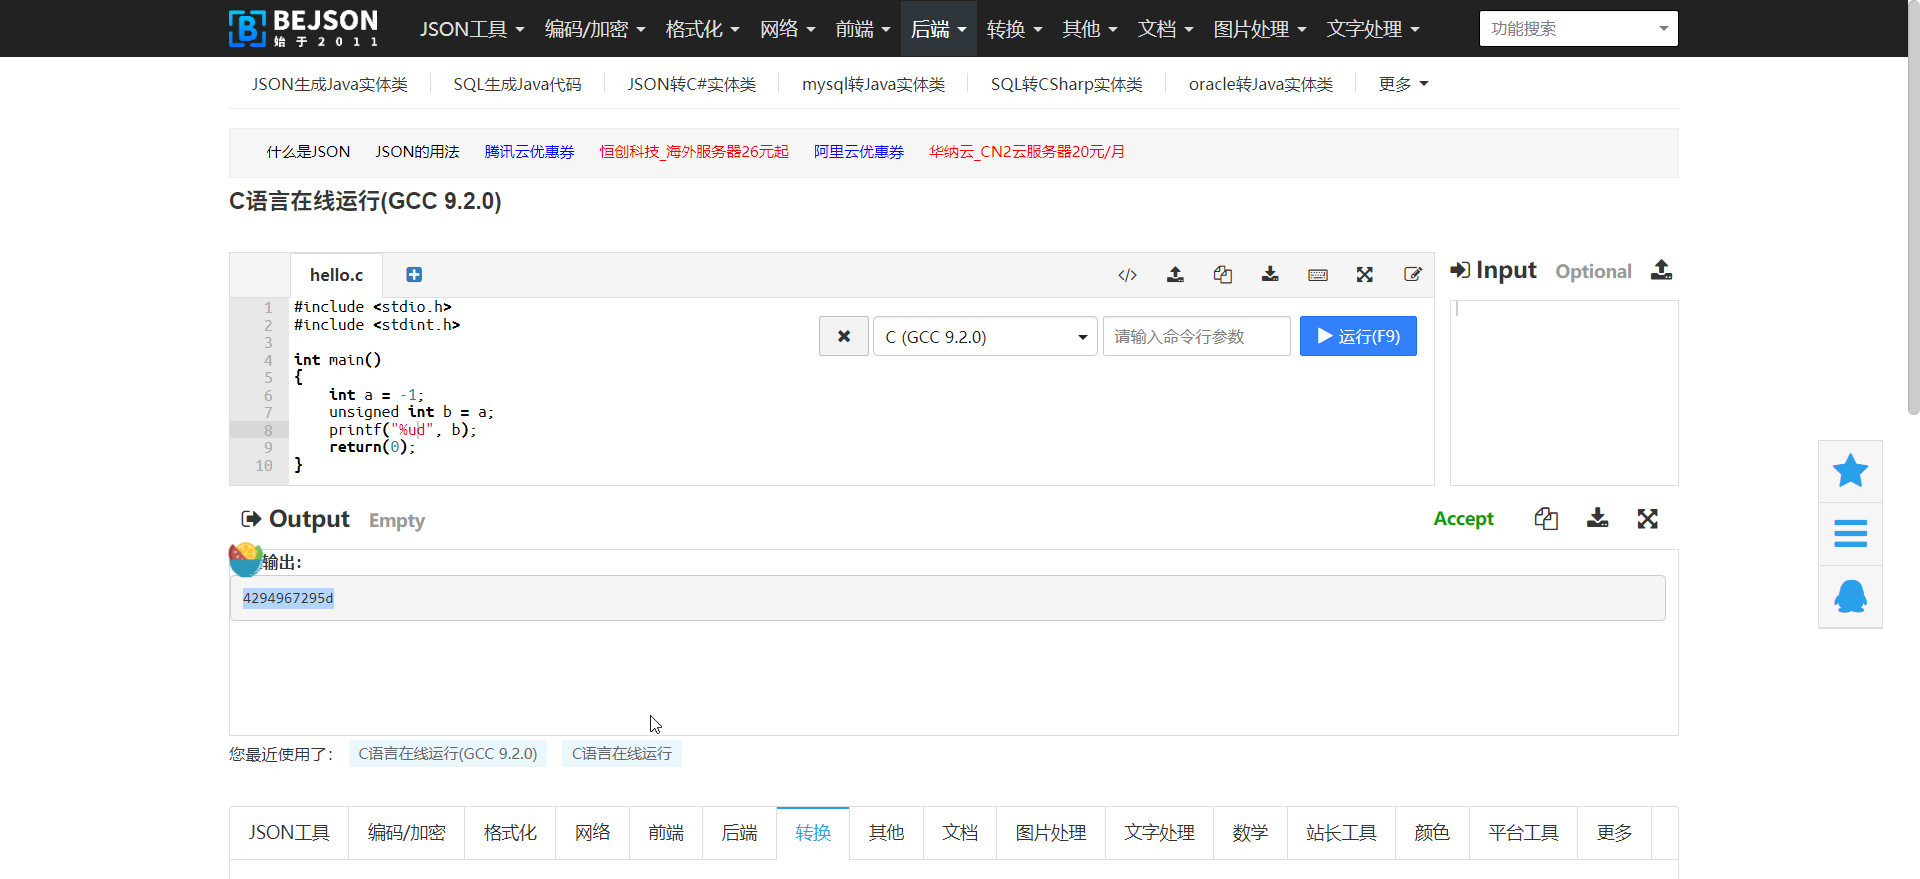 BEJSON
始于2011
JSON工具 编码/加密 格式化 网络 前端 后端 转换 其他 文档 图片处理 文字处理 功能搜索
JSON生成Java实体类 SQL生成Java代码 JSON转C#实体类 mysql转Java实体类 SQL转CSharp实体类 oracle转Java实体类 更多
什么是JSON JSON的用法 腾讯云优惠券 恒创科技_海外服务器26元起 阿里云优惠券 华纳云_CN2云服务器20元/月
C语言在线运行(GCC 9.2.0)
hello.c
Input Optional
1 #include <stdio.h>
2 #include <stdint.h>
3
4 int main()
5 {
6 int a = -1;
7 unsigned int b = a;
8 printf("%ud", b);
9 return(0);
10 }
C (GCC 9.2.0) 请输入命令行参数 运行(F9)
Output Empty Accept
输出:
4294967295d
您最近使用了: C语言在线运行(GCC 9.2.0) C语言在线运行
JSON工具 编码/加密 格式化 网络 前端 后端 转换 其他 文档 图片处理 文字处理 数学 站长工具 颜色 平台工具 更多